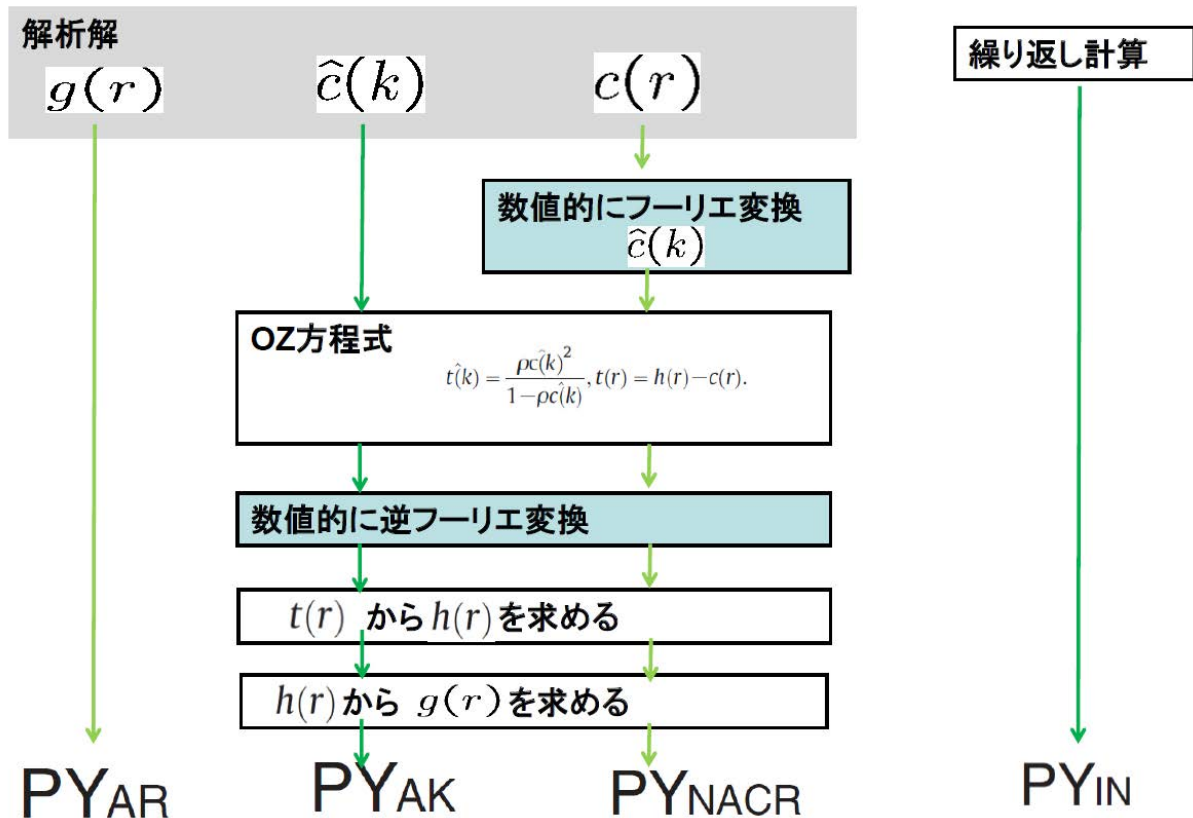 解析解
g(r) ĉ(k) c(r)
繰り返し計算
数値的にフーリエ変換
ĉ(k)
OZ方程式
t̂(k) = ρĉ(k)² / 1−ρĉ(k), t(r) = h(r)−c(r).
数値的に逆フーリエ変換
t(r) から h(r) を求める
h(r) から g(r) を求める
PYAR PYAK PYNACR PYIN